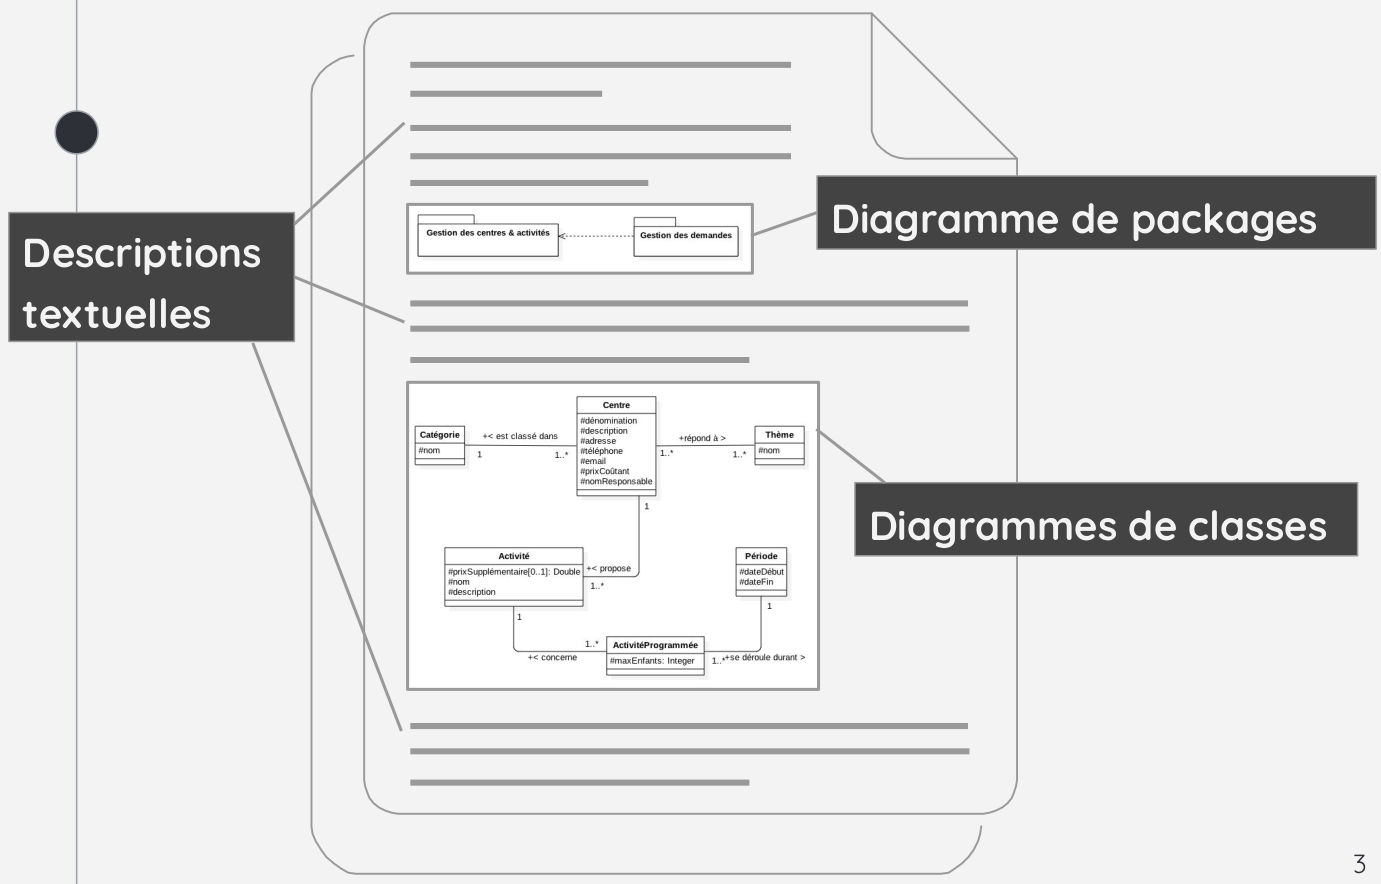 Descriptions
textuelles
Diagramme de packages
Gestion des centres & activités
Gestion des demandes
Diagrammes de classes
Centre
#dénomination
#description
#adresse
#téléphone
#email
#prixCoûtant
#nomResponsable
Catégorie
#nom
+< est classé dans
1
1..*
+répond à >
1..*
1..*
Thème
#nom
1
Activité
#prixSupplémentaire[0..1]: Double
#nom
#description
+< propose
1..*
Période
#dateDébut
#dateFin
1
1
1..*
+< concerne
ActivitéProgrammée
#maxEnfants: Integer
1..*
+se déroule durant >
3